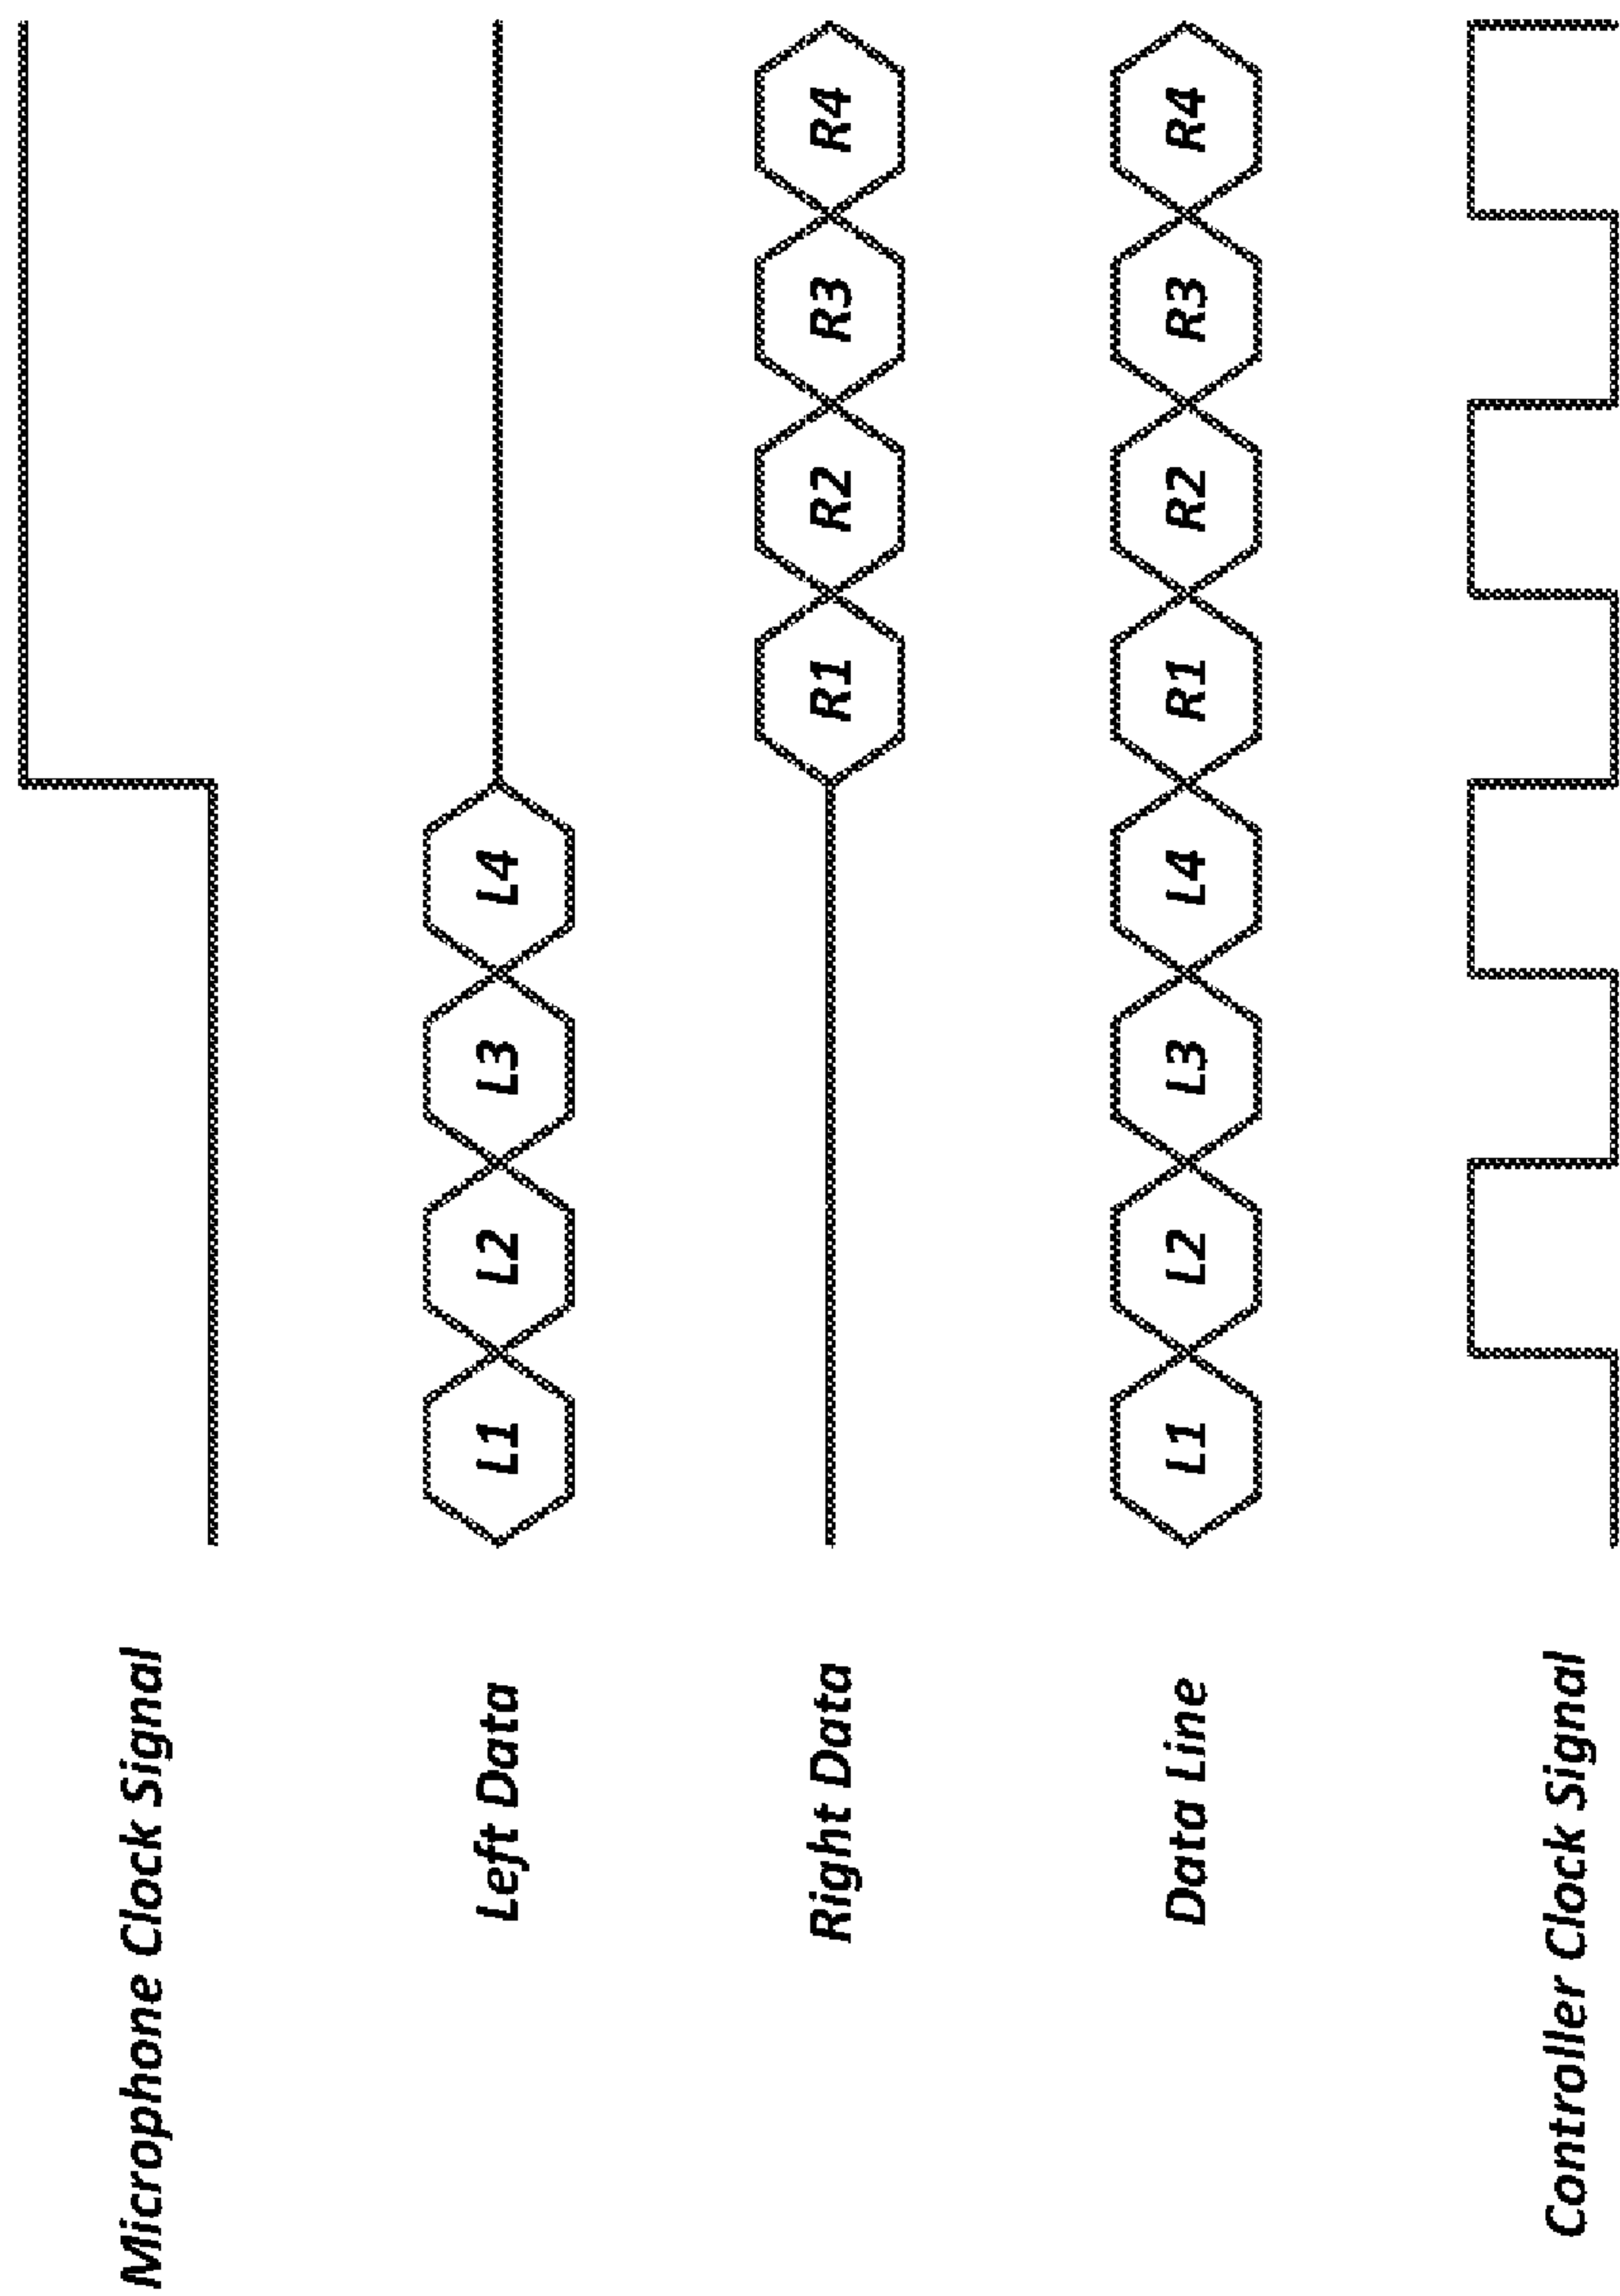 Microphone Clock Signal
Left Data L1 L2 L3 L4
Right Data R1 R2 R3 R4
Data Line L1 L2 L3 L4 R1 R2 R3 R4
Controller Clock Signal